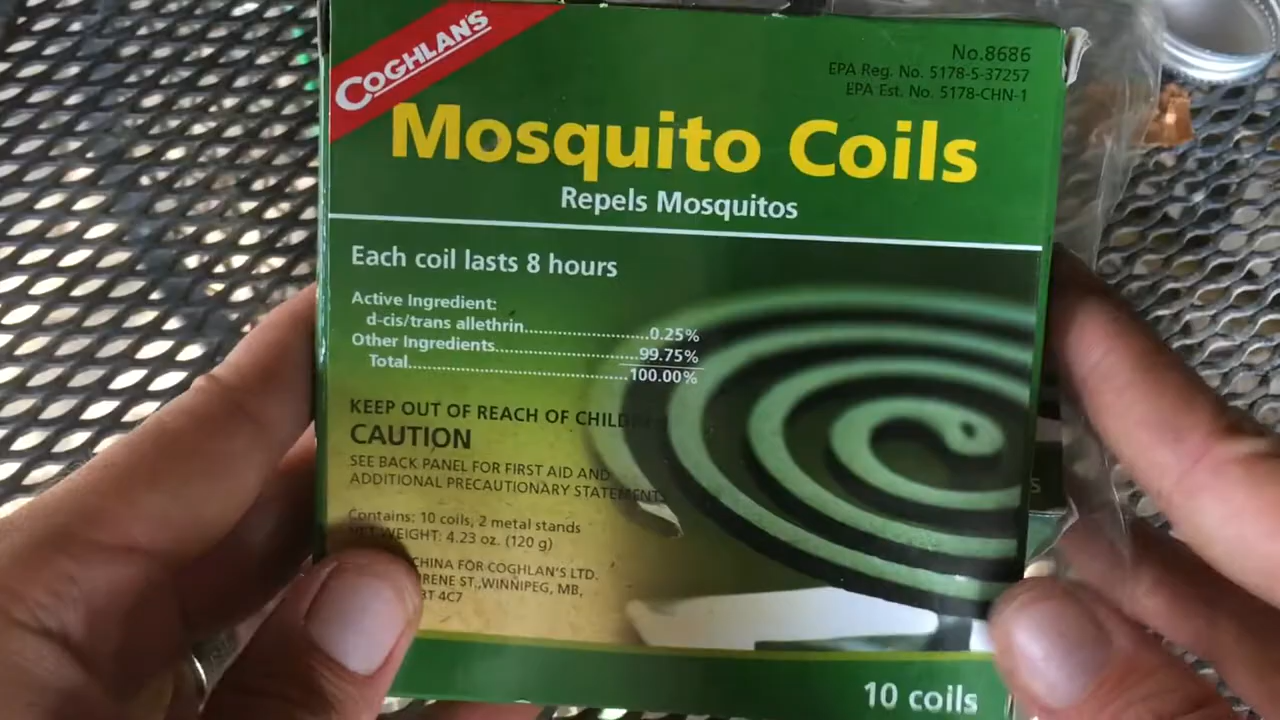 COGHLAN'S
No.8686
EPA Reg. No. 5178-5-37257
EPA Est. No. 5178-CHN-1
Mosquito Coils
Repels Mosquitos
Each coil lasts 8 hours
Active Ingredient:
d-cis/trans allethrin..............................0.25%
Other Ingredients...................................99.75%
Total......................................................100.00%
KEEP OUT OF REACH OF
CAUTION
SEE BACK PANEL FOR FIRST AID AND
ADDITIONAL PRECAUTIONARY STATEMENTS
Contains: 10 coils, 2 metal stands
WEIGHT: 4.23 oz. (120 g)
CHINA FOR COGHLAN'S LTD.
ST., WINNIPEG, MB,
4C7
10 coils